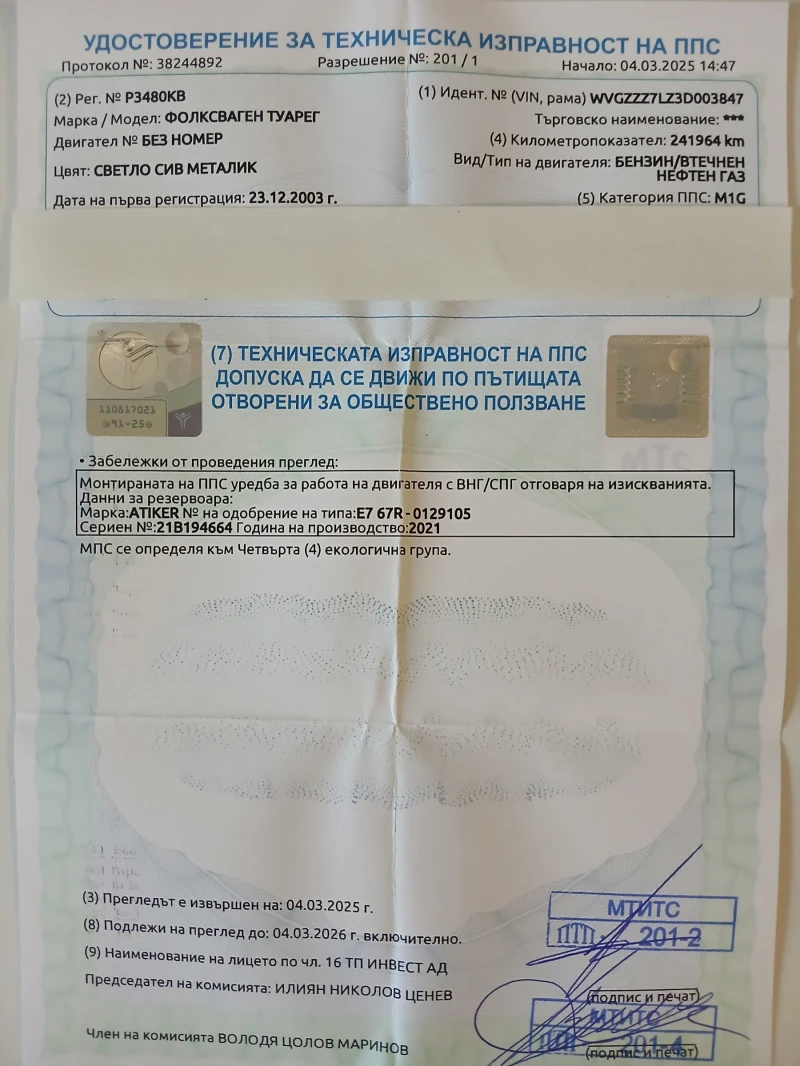 УДОСТОВЕРЕНИЕ ЗА ТЕХНИЧЕСКА ИЗПРАВНОСТ НА ППС
Протокол №: 38244892 Разрешение №: 201 / 1 Начало: 04.03.2025 14:47
(2) Рег. № Р3480КВ (1) Идент. № (VIN, рама) WVGZZZ7LZ3D003847
Марка / Модел: ФОЛКСВАГЕН ТУАРЕГ Търговско наименование: ***
Двигател № БЕЗ НОМЕР (4) Километропоказател: 241964 km
Цвят: СВЕТЛО СИВ МЕТАЛИК Вид/Тип на двигателя: БЕНЗИН/ВТЕЧНЕН
НЕФТЕН ГАЗ
Дата на първа регистрация: 23.12.2003 г. (5) Категория ППС: M1G
(7) ТЕХНИЧЕСКАТА ИЗПРАВНОСТ НА ППС
ДОПУСКА ДА СЕ ДВИЖИ ПО ПЪТИЩАТА
ОТВОРЕНИ ЗА ОБЩЕСТВЕНО ПОЛЗВАНЕ
110817021
@91-25@
• Забележки от проведения преглед:
Монтираната на ППС уредба за работа на двигателя с ВНГ/СПГ отговаря на изискванията.
Данни за резервоара:
Марка:ATIKER № на одобрение на типа:E7 67R - 0129105
Сериен №:21B194664 Година на производство:2021
МПС се определя към Четвърта (4) екологична група.
(3) Прегледът е извършен на: 04.03.2025 г.
(8) Подлежи на преглед до: 04.03.2026 г. включително.
(9) Наименование на лицето по чл. 16 ТП ИНВЕСТ АД
Председател на комисията: ИЛИЯН НИКОЛОВ ЦЕНЕВ
МТИТС
ПТП - 201-2
(подпис и печат)
Член на комисията ВОЛОДЯ ЦОЛОВ МАРИНОВ
МТИТС
ПТП 201-4
(подпис и печат)